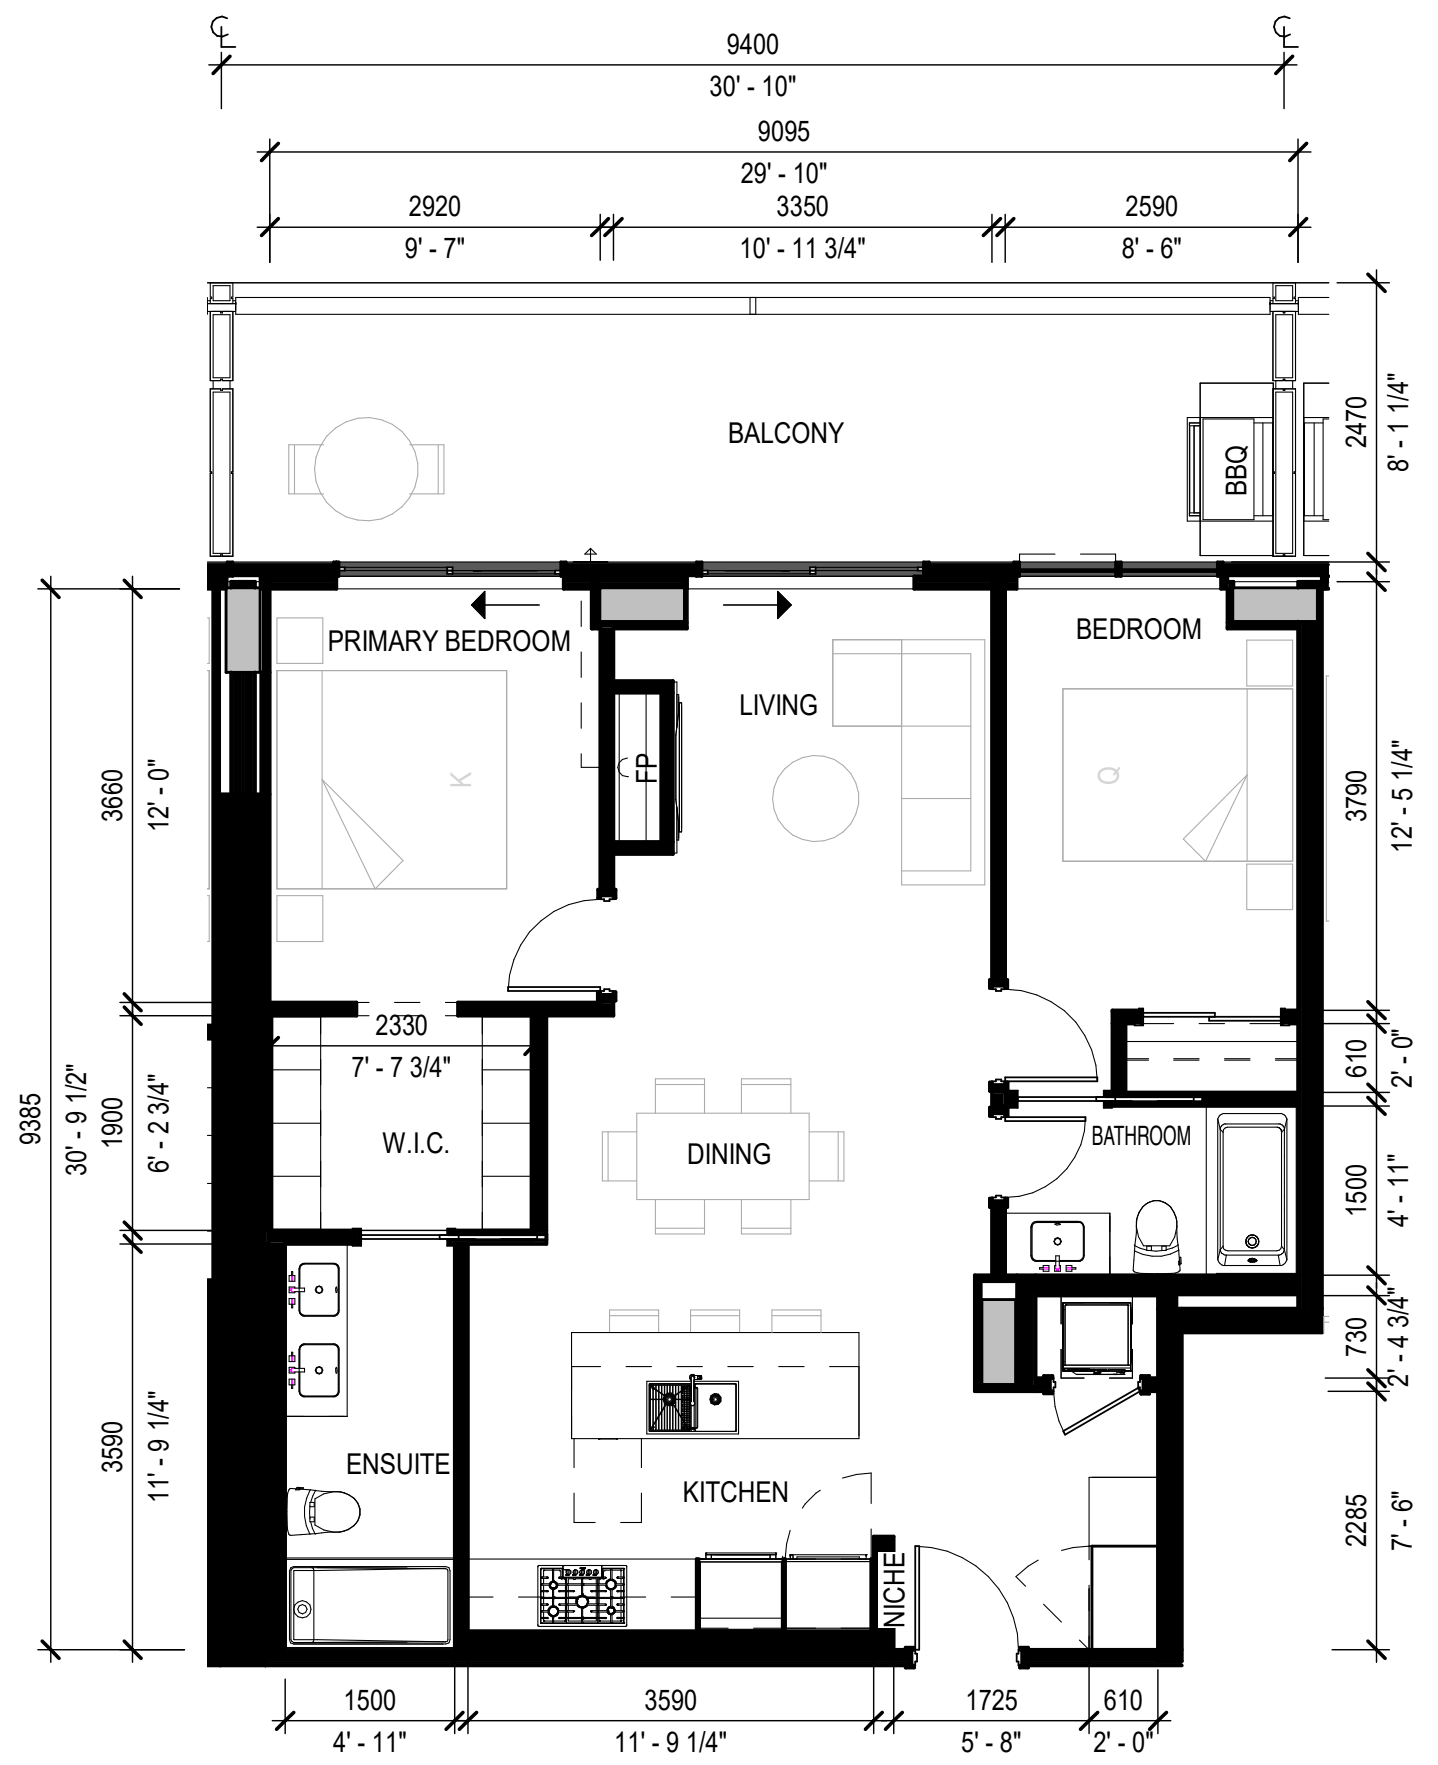 ℄
℄
9400
30' - 10"
9095
29' - 10"
2920
9' - 7"
3350
10' - 11 3/4"
2590
8' - 6"
BALCONY
BBQ
2470
8' - 1 1/4"
PRIMARY BEDROOM
BEDROOM
LIVING
K
FP
Q
3660
12' - 0"
3790
12' - 5 1/4"
2330
7' - 7 3/4"
610
2' - 0"
9385
30' - 9 1/2"
1900
6' - 2 3/4"
W.I.C.
DINING
BATHROOM
1500
4' - 11"
730
2' - 4 3/4"
3590
11' - 9 1/4"
ENSUITE
KITCHEN
NICHE
2285
7' - 6"
1500
4' - 11"
3590
11' - 9 1/4"
1725
5' - 8"
610
2' - 0"